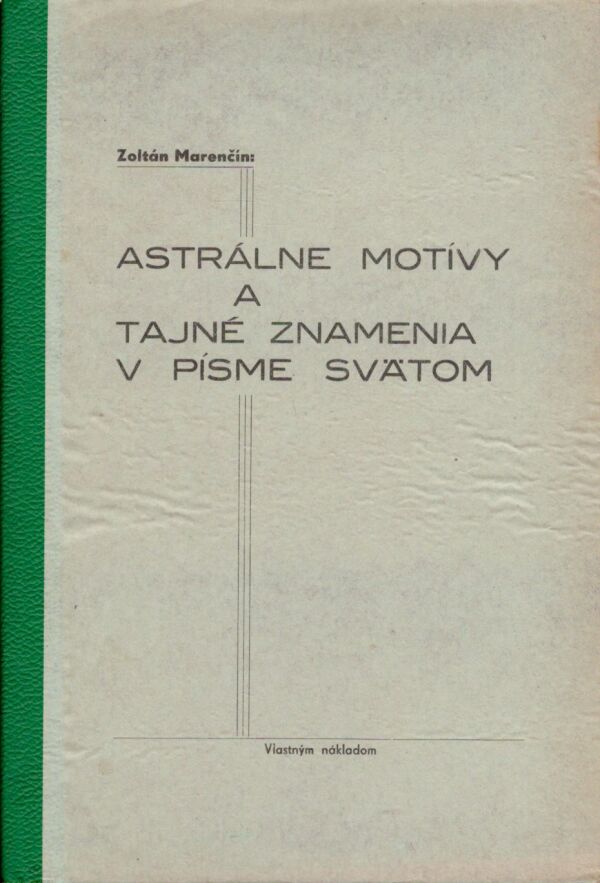 Zoltán Marenčín:
ASTRÁLNE MOTÍVY
A
TAJNÉ ZNAMENIA
V PÍSME SVÄTOM
Vlastným nákladom